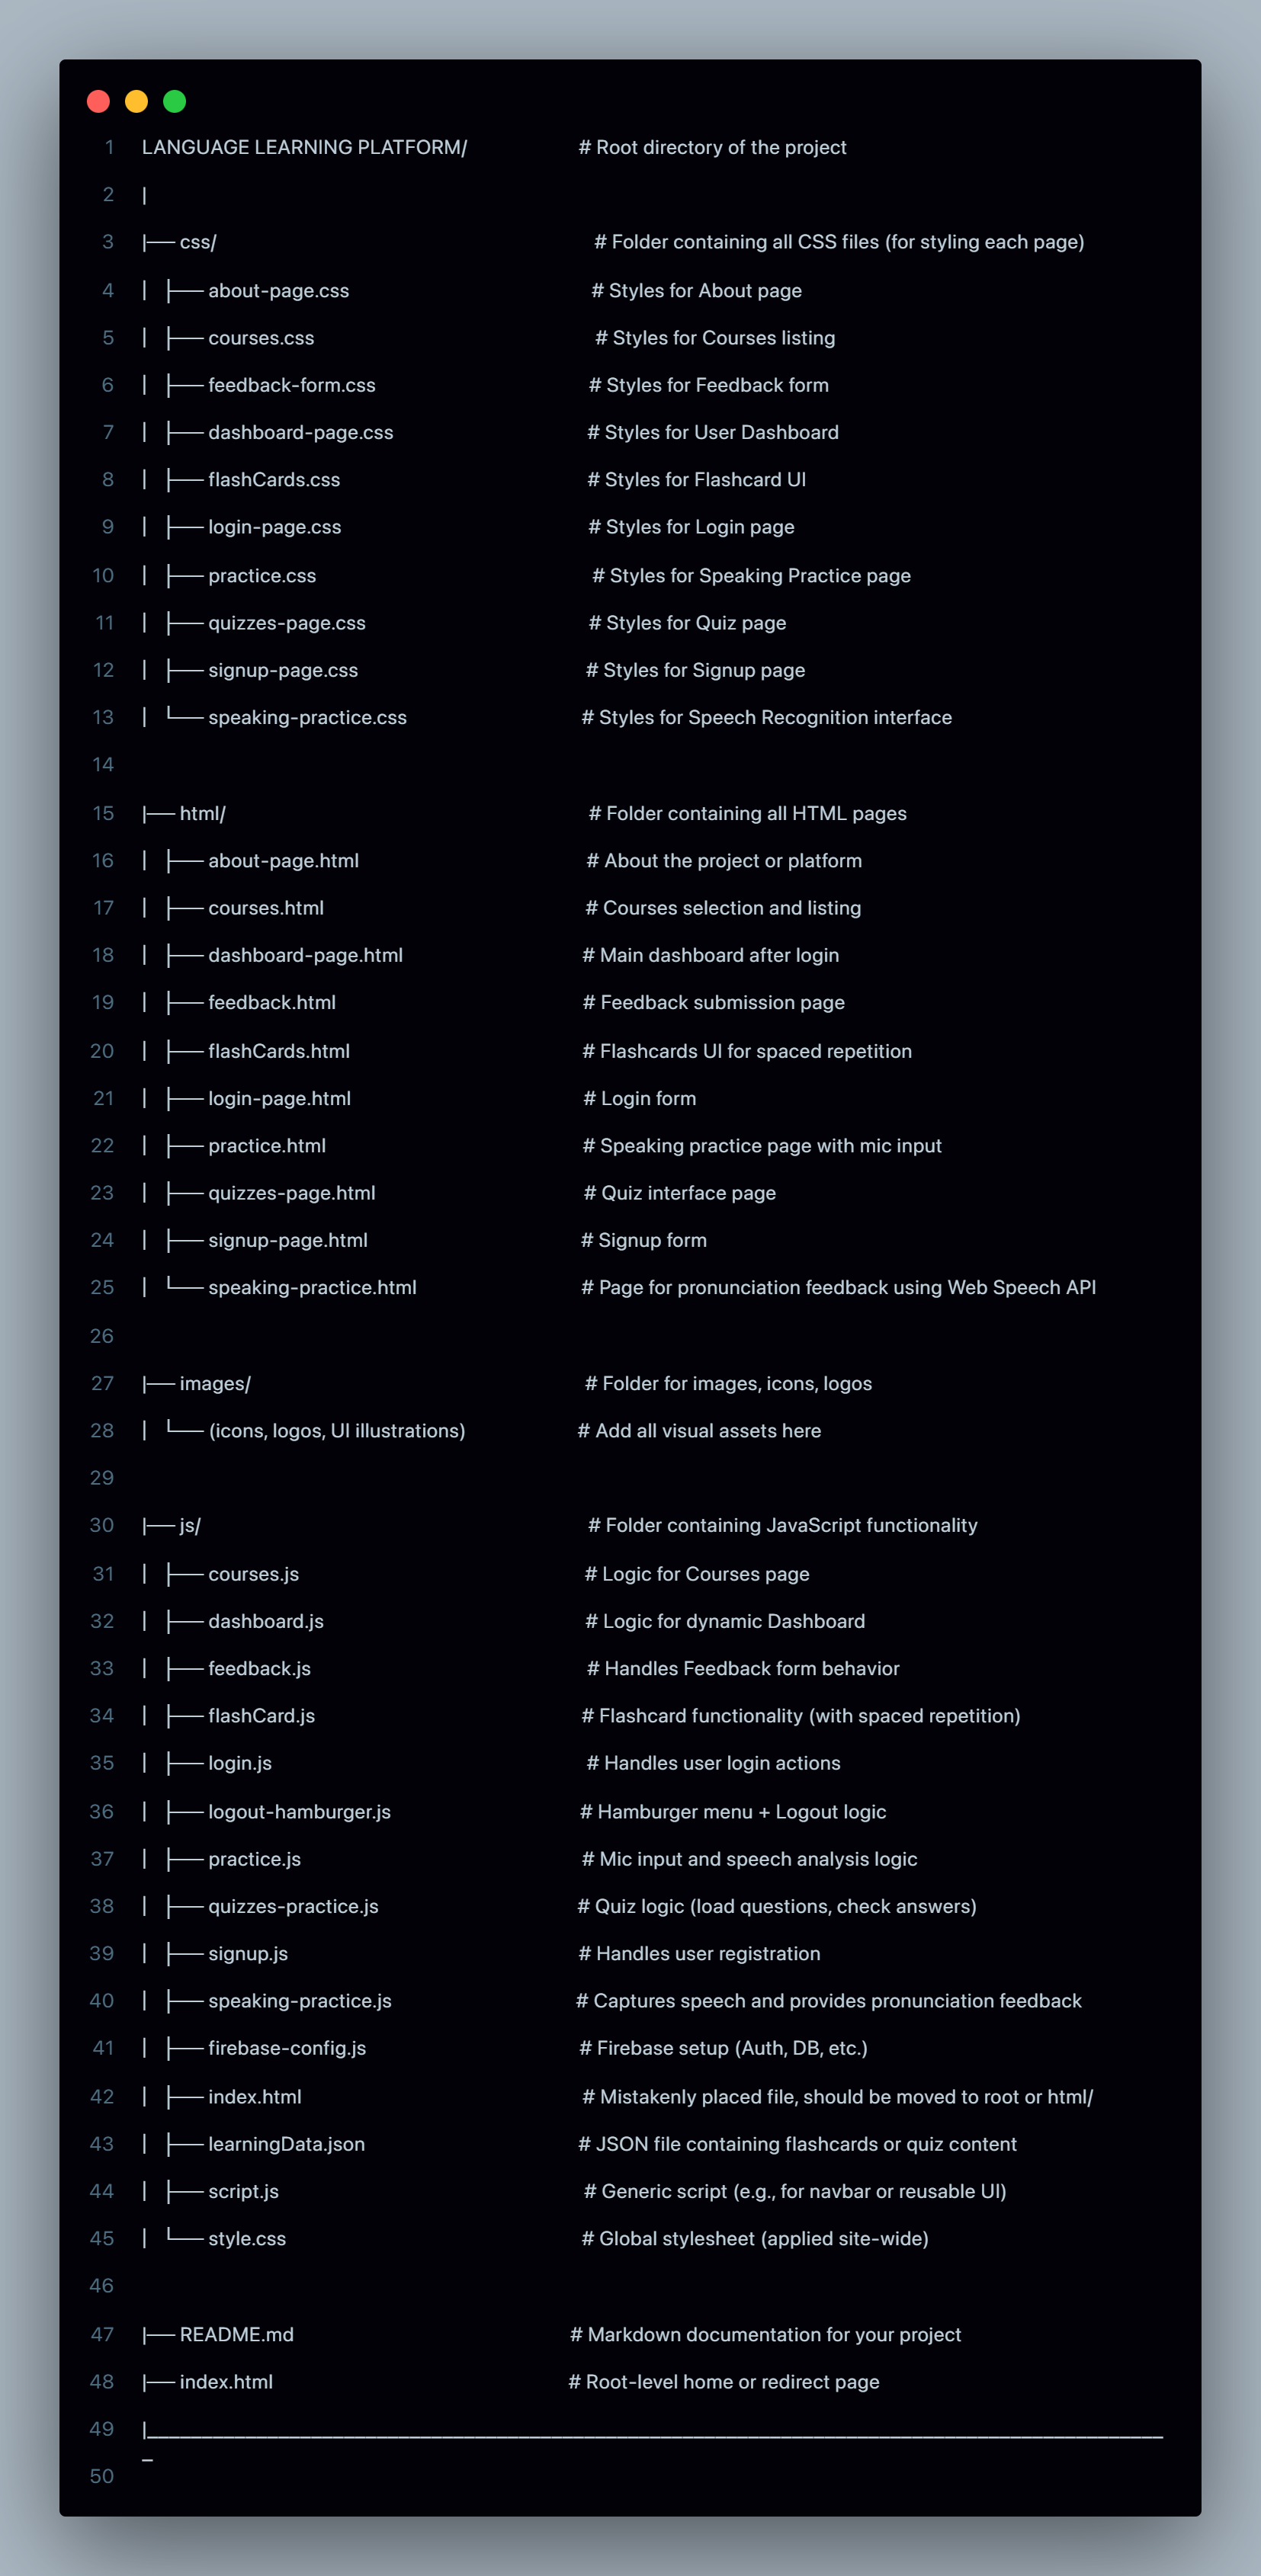 1 LANGUAGE LEARNING PLATFORM/ # Root directory of the project
2 |
3 |── css/ # Folder containing all CSS files (for styling each page)
4 | ├── about-page.css # Styles for About page
5 | ├── courses.css # Styles for Courses listing
6 | ├── feedback-form.css # Styles for Feedback form
7 | ├── dashboard-page.css # Styles for User Dashboard
8 | ├── flashCards.css # Styles for Flashcard UI
9 | ├── login-page.css # Styles for Login page
10 | ├── practice.css # Styles for Speaking Practice page
11 | ├── quizzes-page.css # Styles for Quiz page
12 | ├── signup-page.css # Styles for Signup page
13 | └── speaking-practice.css # Styles for Speech Recognition interface
14
15 |── html/ # Folder containing all HTML pages
16 | ├── about-page.html # About the project or platform
17 | ├── courses.html # Courses selection and listing
18 | ├── dashboard-page.html # Main dashboard after login
19 | ├── feedback.html # Feedback submission page
20 | ├── flashCards.html # Flashcards UI for spaced repetition
21 | ├── login-page.html # Login form
22 | ├── practice.html # Speaking practice page with mic input
23 | ├── quizzes-page.html # Quiz interface page
24 | ├── signup-page.html # Signup form
25 | └── speaking-practice.html # Page for pronunciation feedback using Web Speech API
26
27 |── images/ # Folder for images, icons, logos
28 | └── (icons, logos, UI illustrations) # Add all visual assets here
29
30 |── js/ # Folder containing JavaScript functionality
31 | ├── courses.js # Logic for Courses page
32 | ├── dashboard.js # Logic for dynamic Dashboard
33 | ├── feedback.js # Handles Feedback form behavior
34 | ├── flashCard.js # Flashcard functionality (with spaced repetition)
35 | ├── login.js # Handles user login actions
36 | ├── logout-hamburger.js # Hamburger menu + Logout logic
37 | ├── practice.js # Mic input and speech analysis logic
38 | ├── quizzes-practice.js # Quiz logic (load questions, check answers)
39 | ├── signup.js # Handles user registration
40 | ├── speaking-practice.js # Captures speech and provides pronunciation feedback
41 | ├── firebase-config.js # Firebase setup (Auth, DB, etc.)
42 | ├── index.html # Mistakenly placed file, should be moved to root or html/
43 | ├── learningData.json # JSON file containing flashcards or quiz content
44 | ├── script.js # Generic script (e.g., for navbar or reusable UI)
45 | └── style.css # Global stylesheet (applied site-wide)
46
47 |── README.md # Markdown documentation for your project
48 |── index.html # Root-level home or redirect page
49 |______________________________________________________________________________________________
_
50